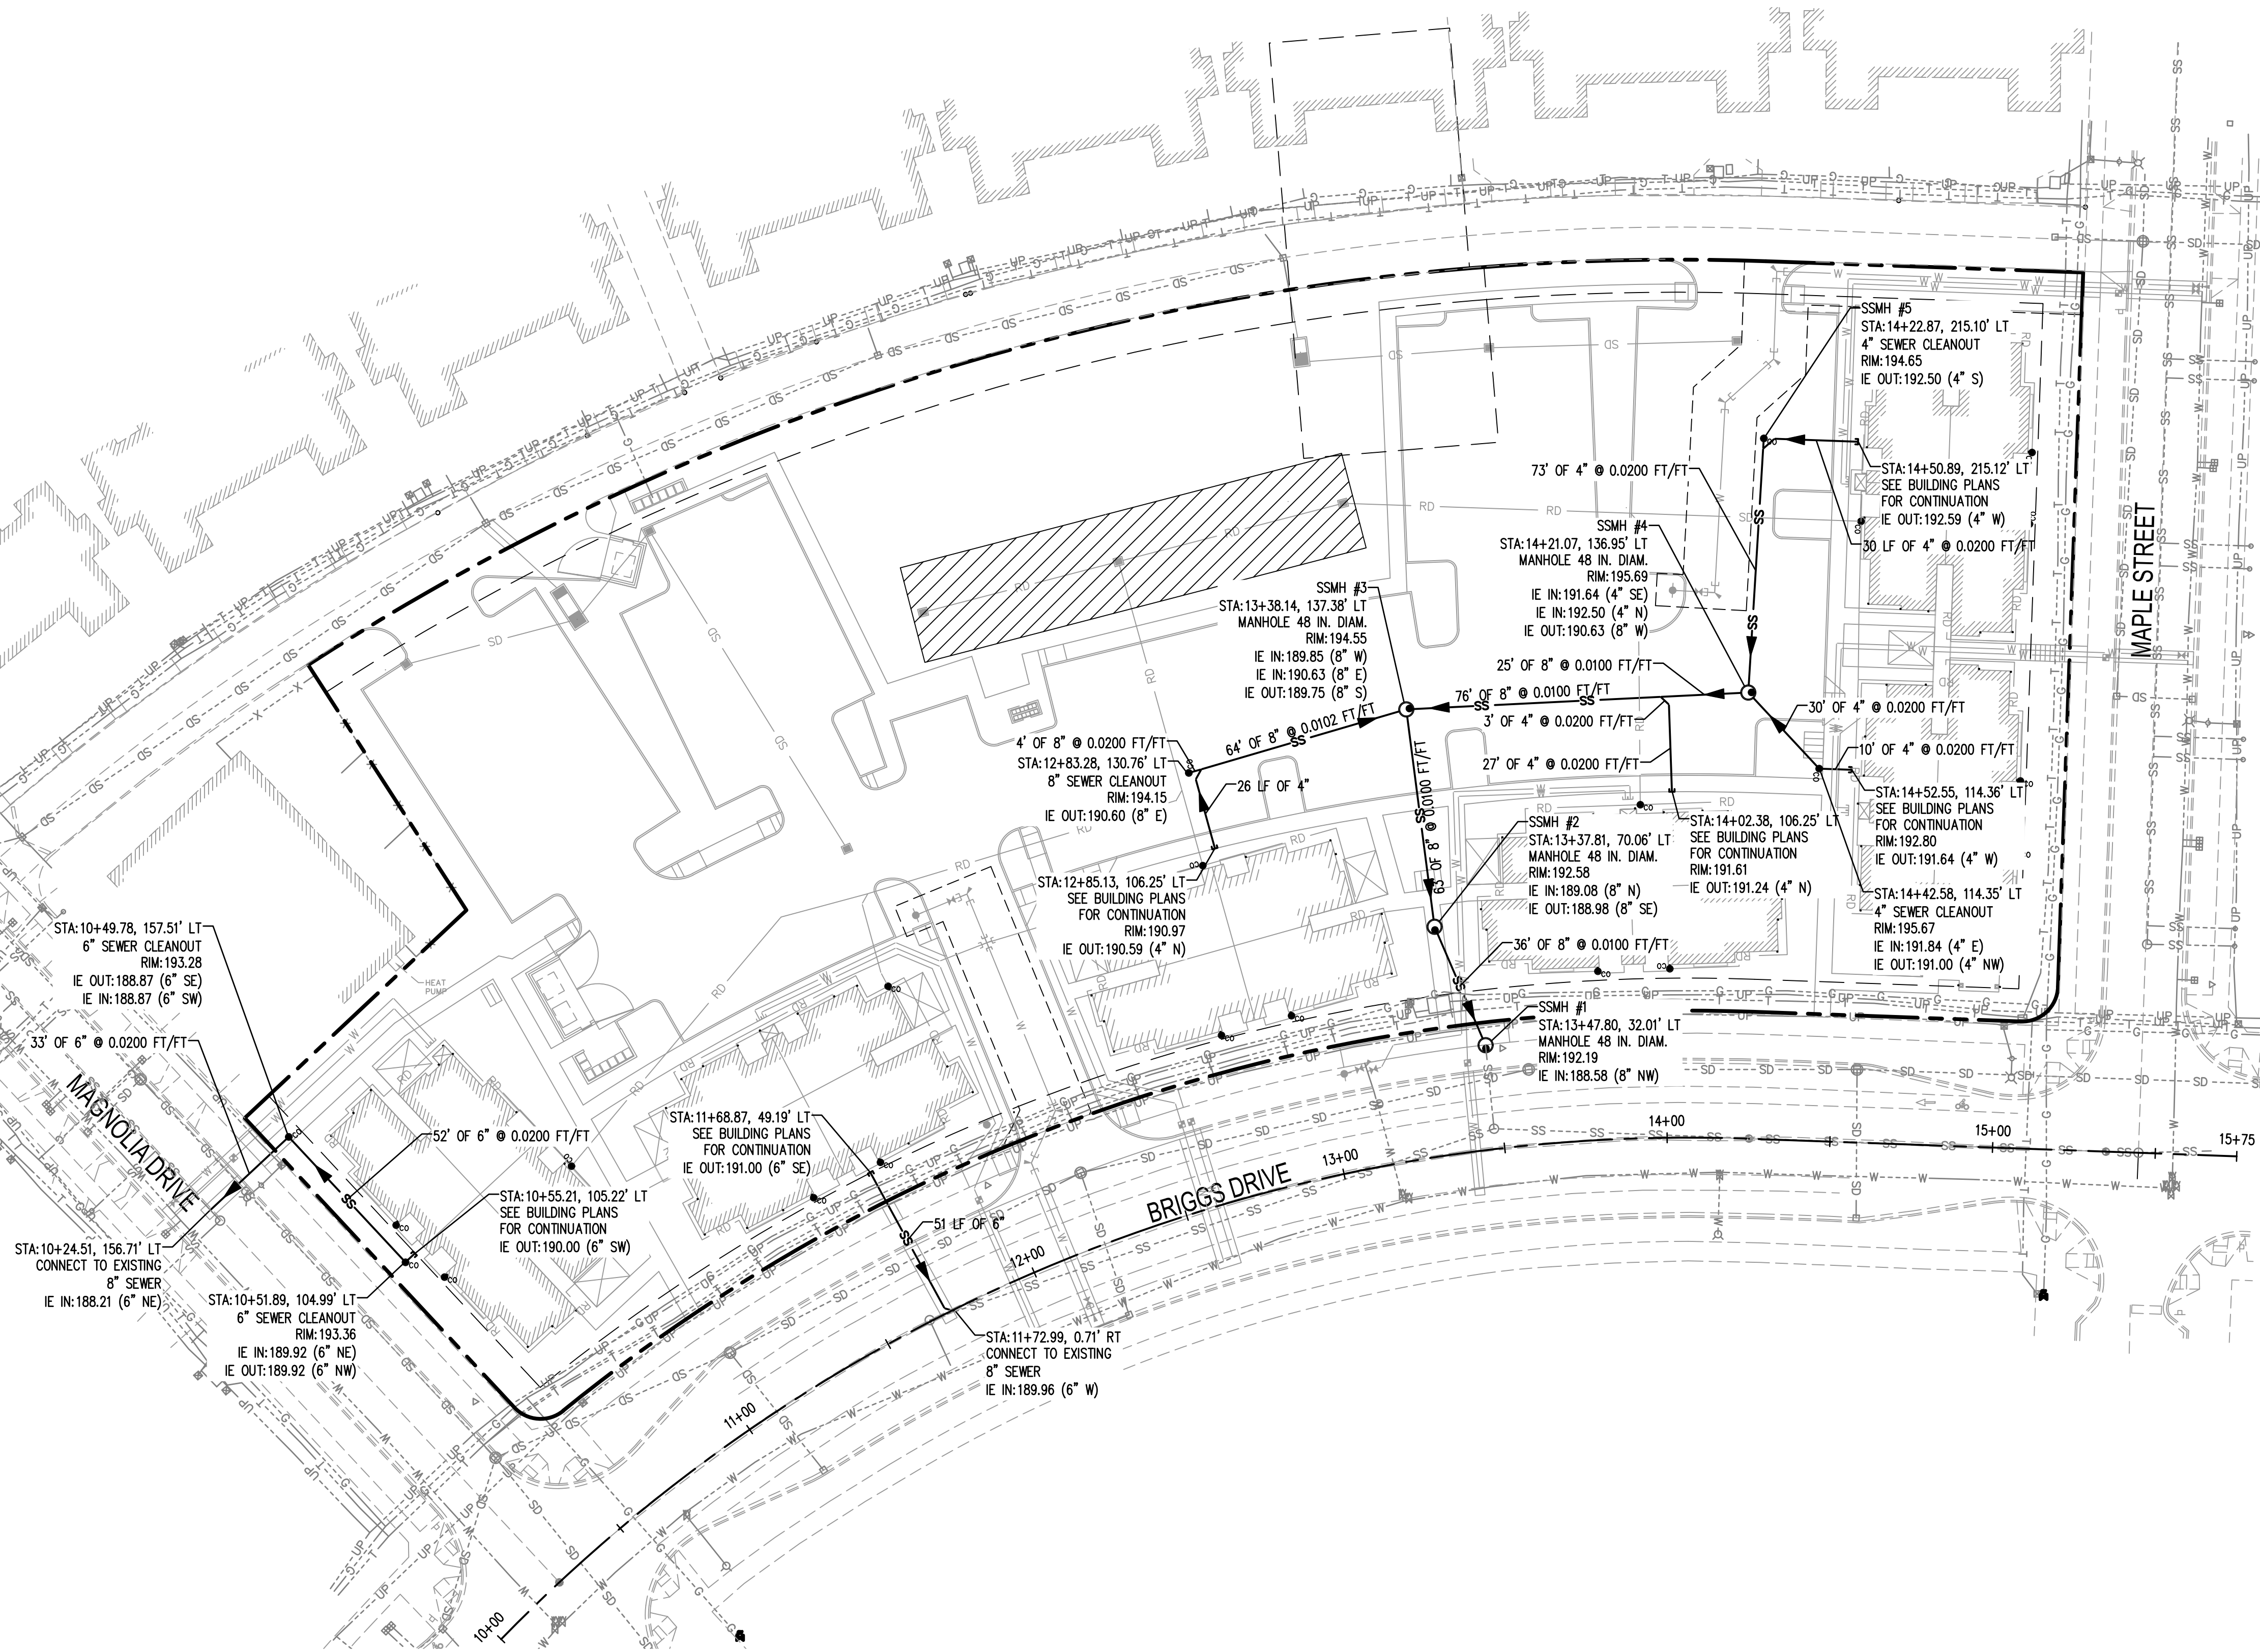 SSMH #5
STA:14+22.87, 215.10' LT
4" SEWER CLEANOUT
RIM:194.65
IE OUT:192.50 (4" S)
73' OF 4" @ 0.0200 FT/FT
STA:14+50.89, 215.12' LT
SEE BUILDING PLANS
FOR CONTINUATION
IE OUT:192.59 (4" W)
30 LF OF 4" @ 0.0200 FT/FT
MAPLE STREET
SSMH #4
STA:14+21.07, 136.95' LT
MANHOLE 48 IN. DIAM.
RIM:195.69
IE IN:191.64 (4" SE)
IE IN:192.50 (4" N)
IE OUT:190.63 (8" W)
SSMH #3
STA:13+38.14, 137.38' LT
MANHOLE 48 IN. DIAM.
RIM:194.55
IE IN:189.85 (8" W)
IE IN:190.63 (8" E)
IE OUT:189.75 (8" S)
25' OF 8" @ 0.0100 FT/FT
76' OF 8" @ 0.0100 FT/FT
3' OF 4" @ 0.0200 FT/FT
27' OF 4" @ 0.0200 FT/FT
64' OF 8" @ 0.0102 FT/FT
30' OF 4" @ 0.0200 FT/FT
10' OF 4" @ 0.0200 FT/FT
4' OF 8" @ 0.0200 FT/FT
STA:12+83.28, 130.76' LT
8" SEWER CLEANOUT
RIM:194.15
IE OUT:190.60 (8" E)
26 LF OF 4"
63' OF 8" @ 0.0100 FT/FT
STA:14+52.55, 114.36' LT
SEE BUILDING PLANS
FOR CONTINUATION
RIM:192.80
IE OUT:191.64 (4" W)
SSMH #2
STA:13+37.81, 70.06' LT
MANHOLE 48 IN. DIAM.
RIM:192.58
IE IN:189.08 (8" N)
IE OUT:188.98 (8" SE)
STA:14+02.38, 106.25' LT
SEE BUILDING PLANS
FOR CONTINUATION
RIM:191.61
IE OUT:191.24 (4" N)
STA:14+42.58, 114.35' LT
4" SEWER CLEANOUT
RIM:195.67
IE IN:191.84 (4" E)
IE OUT:191.00 (4" NW)
STA:12+85.13, 106.25' LT
SEE BUILDING PLANS
FOR CONTINUATION
RIM:190.97
IE OUT:190.59 (4" N)
36' OF 8" @ 0.0100 FT/FT
SSMH #1
STA:13+47.80, 32.01' LT
MANHOLE 48 IN. DIAM.
RIM:192.19
IE IN:188.58 (8" NW)
STA:10+49.78, 157.51' LT
6" SEWER CLEANOUT
RIM:193.28
IE OUT:188.87 (6" SE)
IE IN:188.87 (6" SW)
HEAT
PUMP
33' OF 6" @ 0.0200 FT/FT
MAGNOLIA DRIVE
52' OF 6" @ 0.0200 FT/FT
STA:11+68.87, 49.19' LT
SEE BUILDING PLANS
FOR CONTINUATION
IE OUT:191.00 (6" SE)
STA:10+55.21, 105.22' LT
SEE BUILDING PLANS
FOR CONTINUATION
IE OUT:190.00 (6" SW)
51 LF OF 6"
STA:10+24.51, 156.71' LT
CONNECT TO EXISTING
8" SEWER
IE IN:188.21 (6" NE)
STA:10+51.89, 104.99' LT
6" SEWER CLEANOUT
RIM:193.36
IE IN:189.92 (6" NE)
IE OUT:189.92 (6" NW)
STA:11+72.99, 0.71' RT
CONNECT TO EXISTING
8" SEWER
IE IN:189.96 (6" W)
BRIGGS DRIVE
10+00
11+00
12+00
13+00
14+00
15+00
15+75